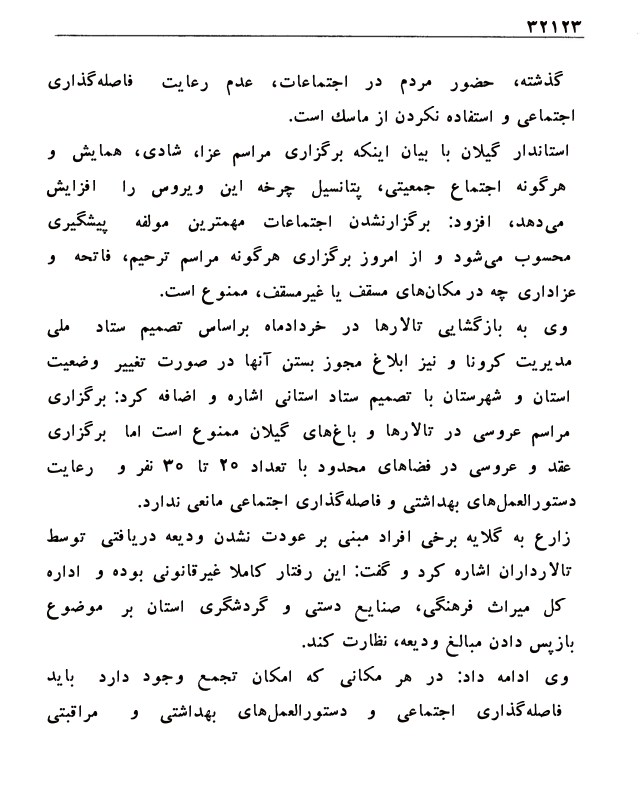 ۳۲۱۲۳
گذشته، حضور مردم در اجتماعات، عدم رعایت فاصله‌گذاری
اجتماعی و استفاده نکردن از ماسك است.
استاندار گیلان با بیان اینکه برگزاری مراسم عزا، شادی، همایش و
هرگونه اجتماع جمعیتی، پتانسیل چرخه این ویروس را افزایش
می‌دهد، افزود: برگزارنشدن اجتماعات مهمترین مولفه پیشگیری
محسوب می‌شود و از امروز برگزاری هرگونه مراسم ترحیم، فاتحه و
عزاداری چه در مکان‌های مسقف یا غیرمسقف، ممنوع است.
وی به بازگشایی تالارها در خردادماه براساس تصمیم ستاد ملی
مدیریت کرونا و نیز ابلاغ مجوز بستن آنها در صورت تغییر وضعیت
استان و شهرستان با تصمیم ستاد استانی اشاره و اضافه کرد: برگزاری
مراسم عروسی در تالارها و باغ‌های گیلان ممنوع است اما برگزاری
عقد و عروسی در فضاهای محدود با تعداد ۲۰ تا ۳۰ نفر و رعایت
دستورالعمل‌های بهداشتی و فاصله‌گذاری اجتماعی مانعی ندارد.
زارع به گلایه برخی افراد مبنی بر عودت نشدن ودیعه دریافتی توسط
تالارداران اشاره کرد و گفت: این رفتار کاملا غیرقانونی بوده و اداره
کل میراث فرهنگی، صنایع دستی و گردشگری استان بر موضوع
بازپس دادن مبالغ ودیعه، نظارت کند.
وی ادامه داد: در هر مکانی که امکان تجمع وجود دارد باید
فاصله‌گذاری اجتماعی و دستورالعمل‌های بهداشتی و مراقبتی